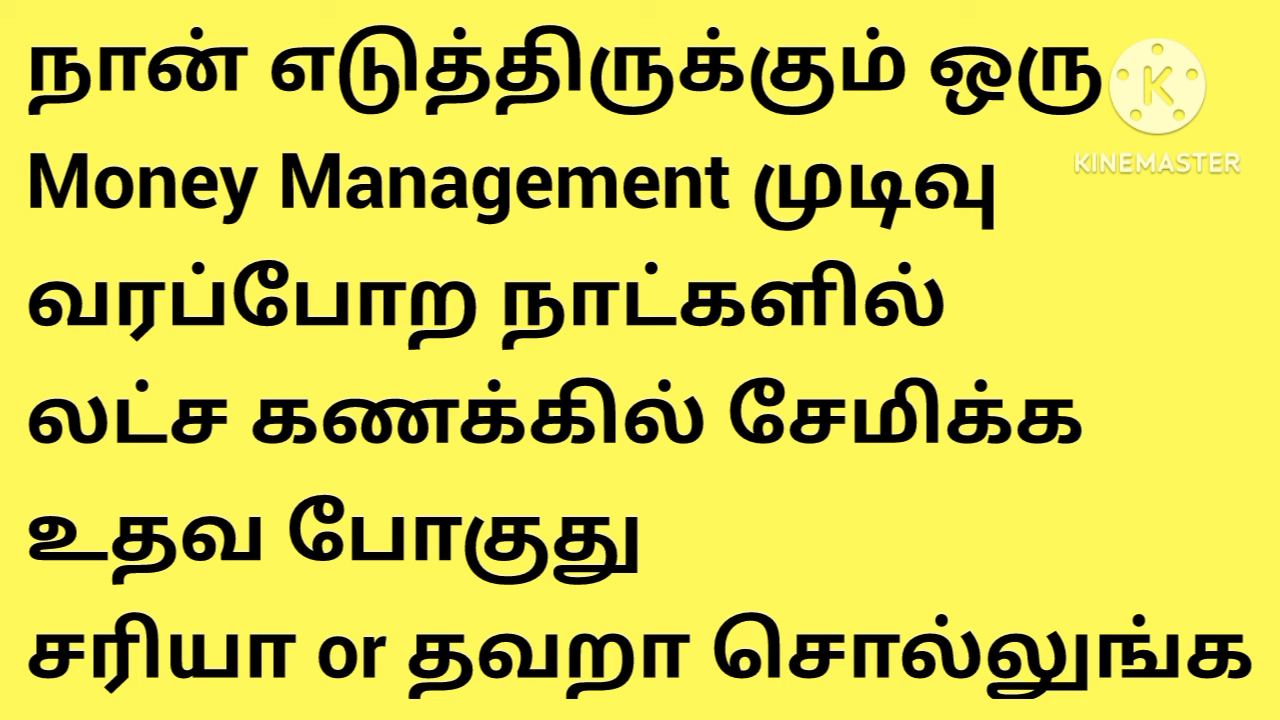 நான் எடுத்திருக்கும் ஒரு
Money Management முடிவு
வரப்போற நாட்களில்
லட்ச கணக்கில் சேமிக்க
உதவ போகுது
சரியா or தவறா சொல்லுங்க
K
KINEMASTER